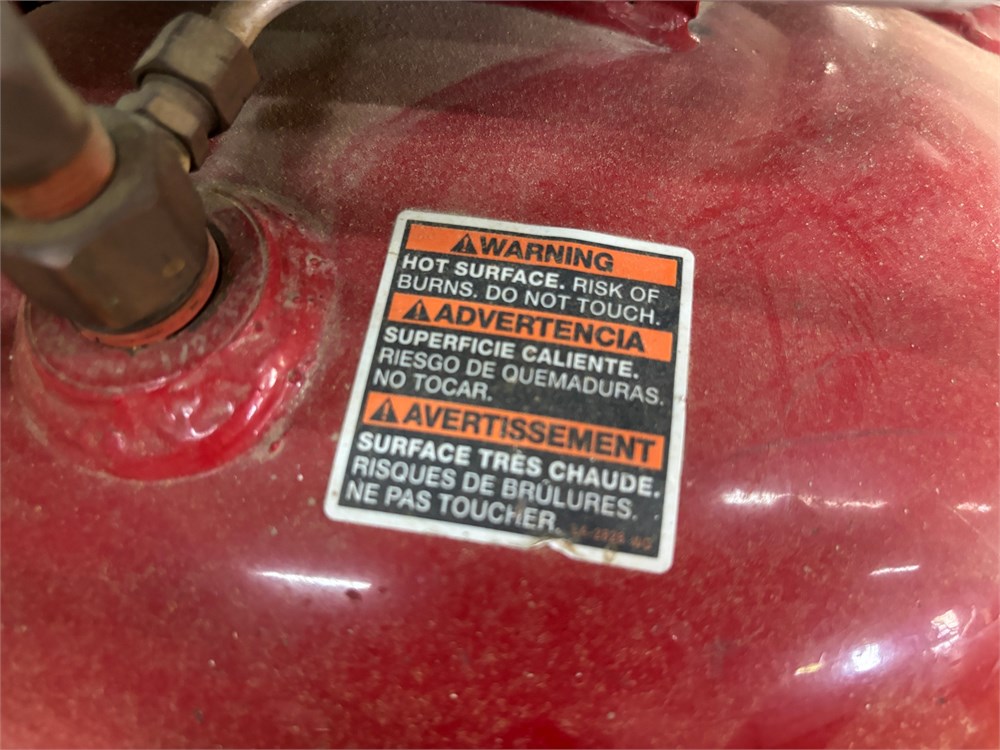 ⚠WARNING
HOT SURFACE. RISK OF
BURNS. DO NOT TOUCH.
⚠ADVERTENCIA
SUPERFICIE CALIENTE.
RIESGO DE QUEMADURAS.
NO TOCAR.
⚠AVERTISSEMENT
SURFACE TRÈS CHAUDE.
RISQUES DE BRÛLURES.
NE PAS TOUCHER.